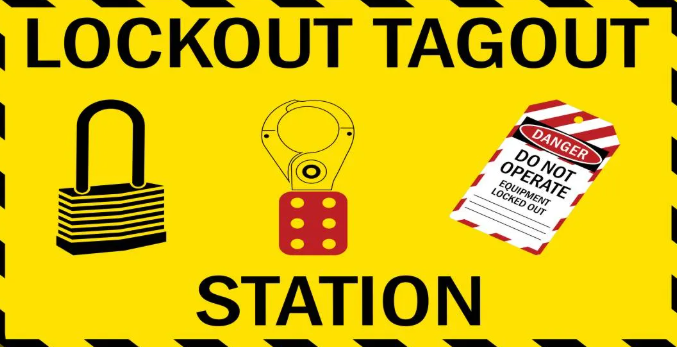 LOCKOUT TAGOUT
DANGER
DO NOT
OPERATE
EQUIPMENT
LOCKED OUT
STATION